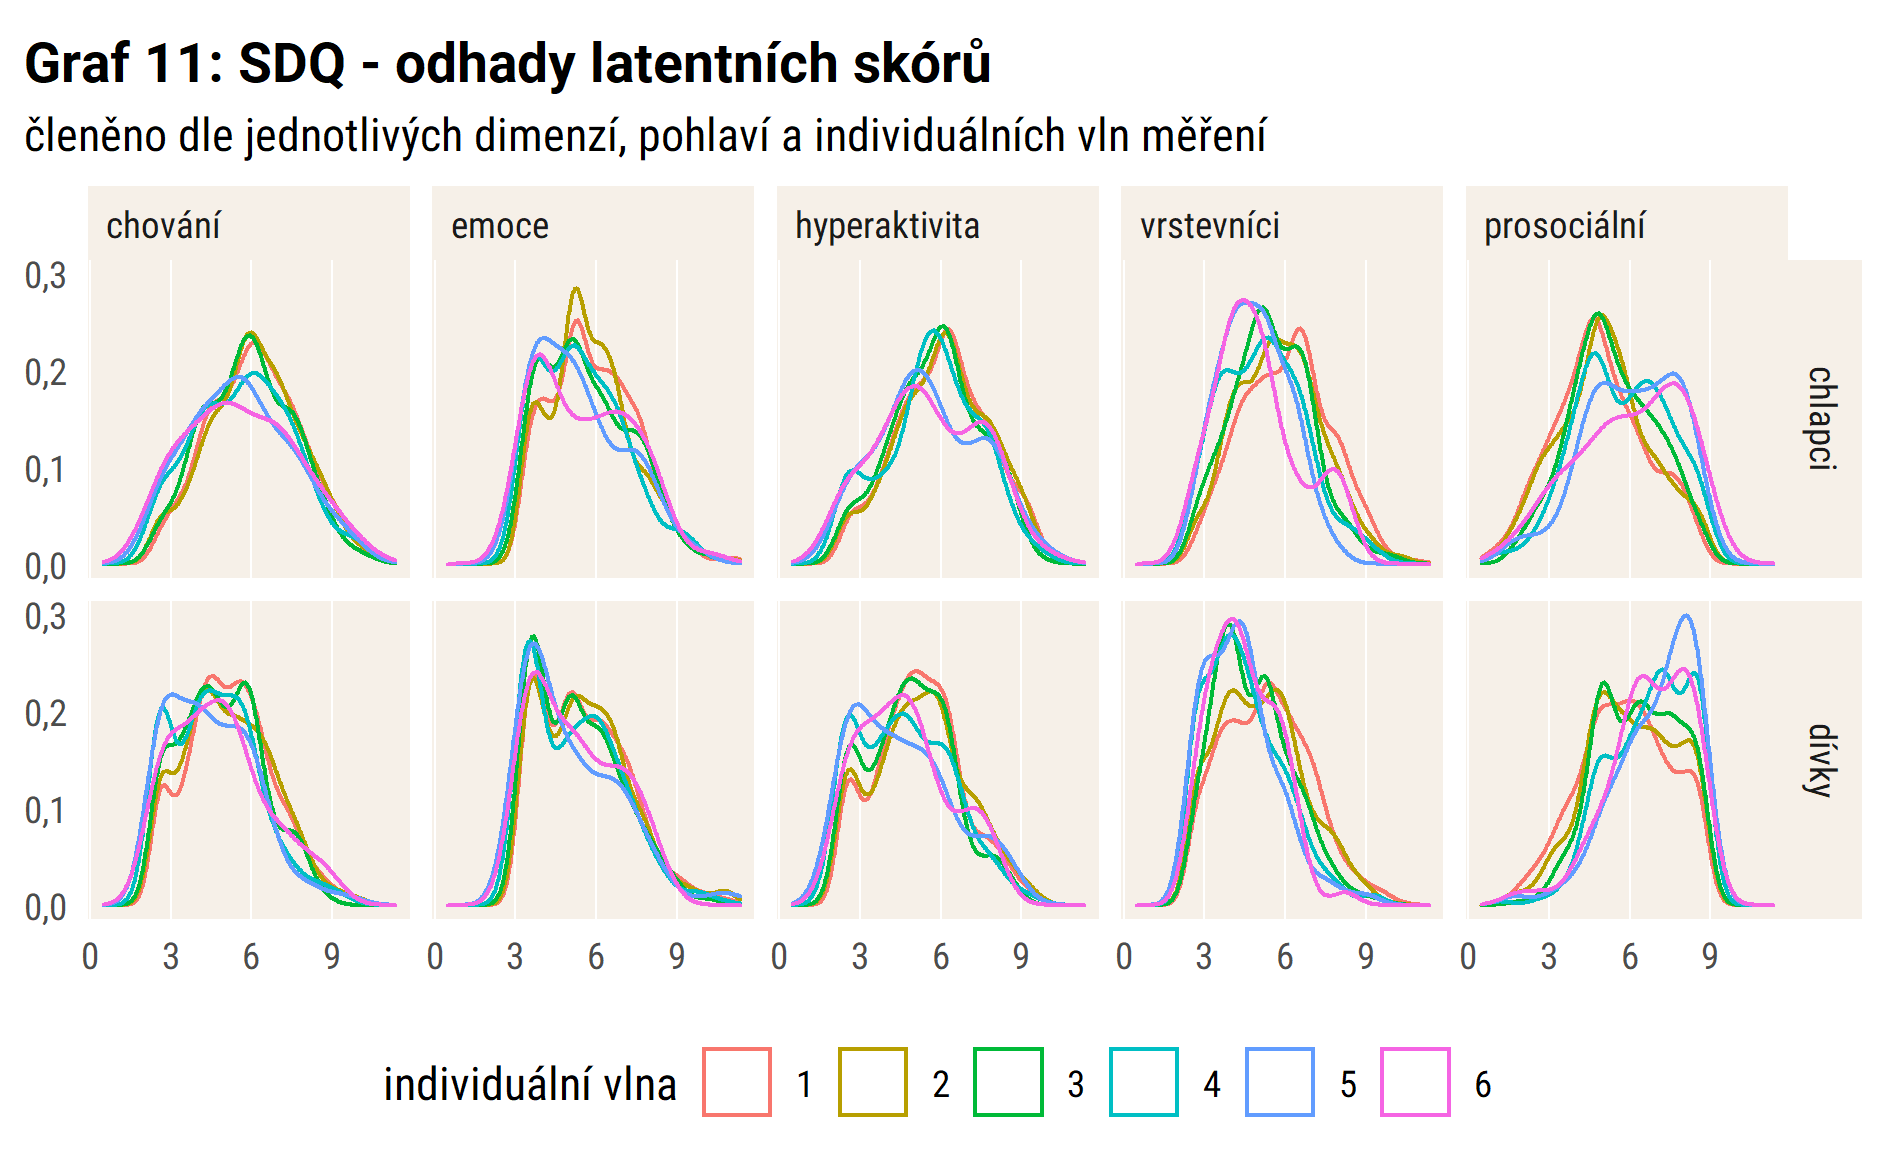 Graf 11: SDQ - odhady latentních skórů
členěno dle jednotlivých dimenzí, pohlaví a individuálních vln měření
chování emoce hyperaktivita vrstevníci prosociální
0,3
0,2
0,1
0,0
chlapci
0,3
0,2
0,1
0,0
dívky
0 3 6 9 0 3 6 9 0 3 6 9 0 3 6 9 0 3 6 9
individuální vlna 1 2 3 4 5 6